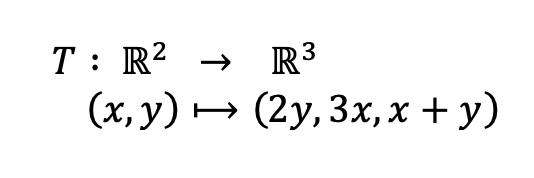 T : ℝ² → ℝ³
(x, y) ⟼ (2y, 3x, x + y)